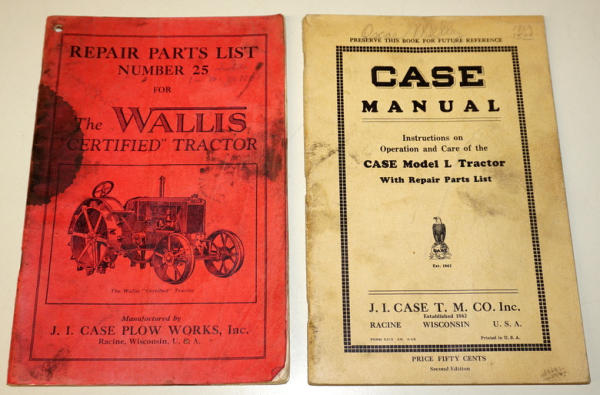 REPAIR PARTS LIST
NUMBER 25
FOR
The WALLIS
"CERTIFIED" TRACTOR
The Wallis "Certified" Tractor
Manufactured by
J. I. CASE PLOW WORKS, Inc.
Racine, Wisconsin, U. S. A.
PRESERVE THIS BOOK FOR FUTURE REFERENCE
CASE
MANUAL
Instructions on
Operation and Care of the
CASE Model L Tractor
With Repair Parts List
CASE
Est. 1842
J. I. CASE T. M. CO. Inc.
Established 1842
RACINE WISCONSIN U. S. A.
Printed in U. S. A.
PRICE FIFTY CENTS
Second Edition